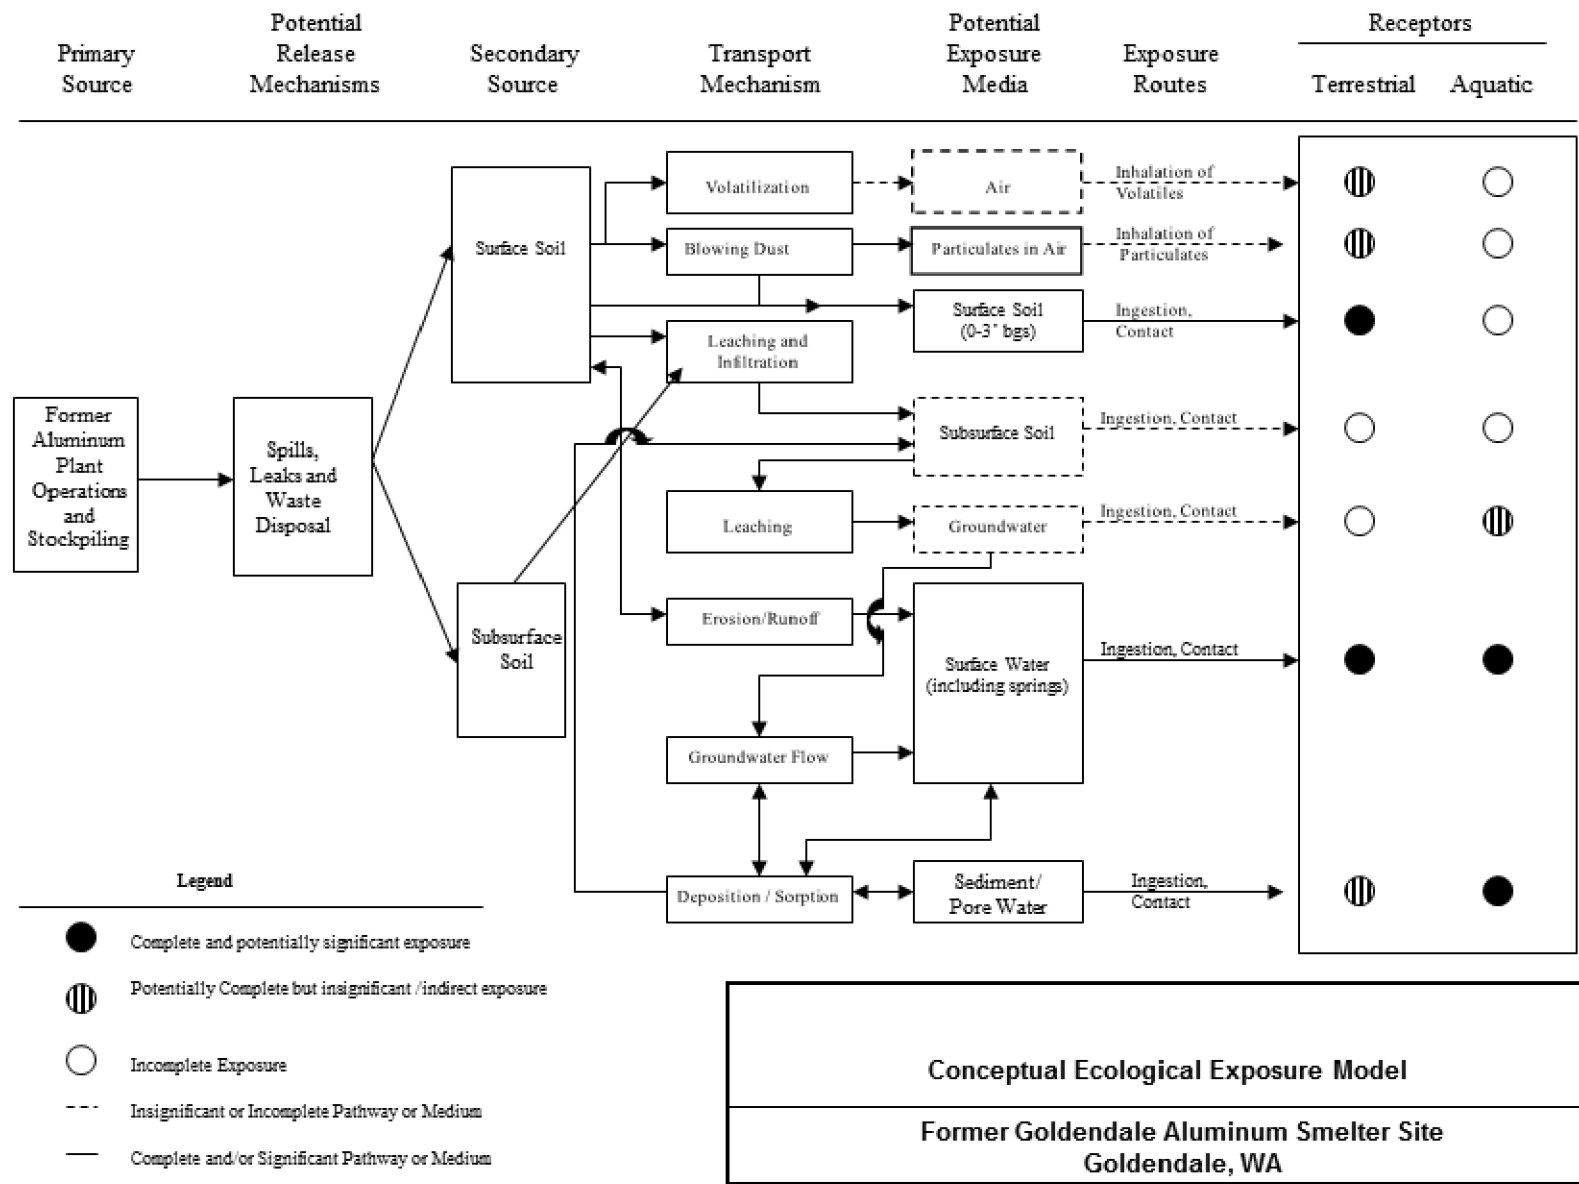 Primary
Source
Potential
Release
Mechanisms
Secondary
Source
Transport
Mechanism
Potential
Exposure
Media
Exposure
Routes
Receptors
Terrestrial
Aquatic
Former
Aluminum
Plant
Operations
and
Stockpiling
Spills,
Leaks and
Waste
Disposal
Surface Soil
Subsurface
Soil
Volatilization
Air
Inhalation of
Volatiles
Blowing Dust
Particulates in Air
Inhalation of
Particulates
Surface Soil
(0-3' bgs)
Ingestion,
Contact
Leaching and
Infiltration
Subsurface Soil
Ingestion, Contact
Leaching
Groundwater
Ingestion, Contact
Erosion/Runoff
Surface Water
(including springs)
Ingestion, Contact
Groundwater Flow
Deposition / Sorption
Sediment/
Pore Water
Ingestion,
Contact
Legend
Complete and potentially significant exposure
Potentially Complete but insignificant /indirect exposure
Incomplete Exposure
Insignificant or Incomplete Pathway or Medium
Complete and/or Significant Pathway or Medium
Conceptual Ecological Exposure Model
Former Goldendale Aluminum Smelter Site
Goldendale, WA